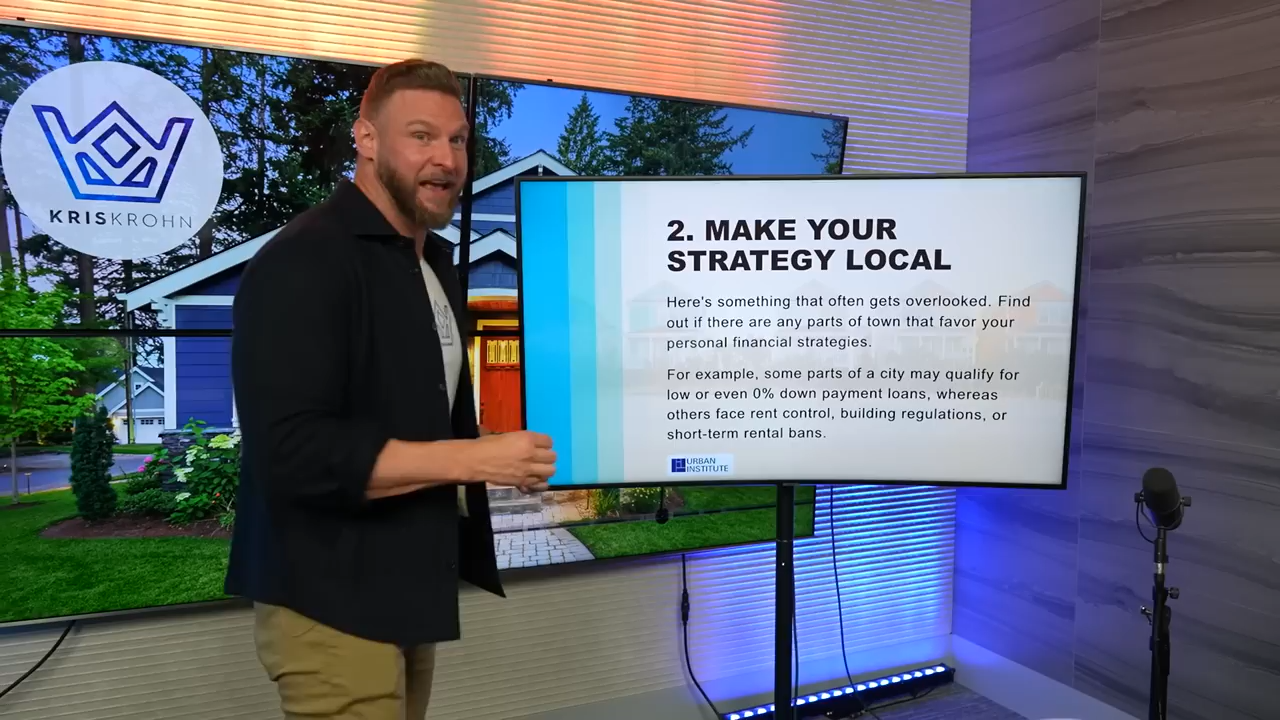 KRISKROHN
2. MAKE YOUR
STRATEGY LOCAL
Here's something that often gets overlooked. Find
out if there are any parts of town that favor your
personal financial strategies.
For example, some parts of a city may qualify for
low or even 0% down payment loans, whereas
others face rent control, building regulations, or
short-term rental bans.
URBAN
INSTITUTE